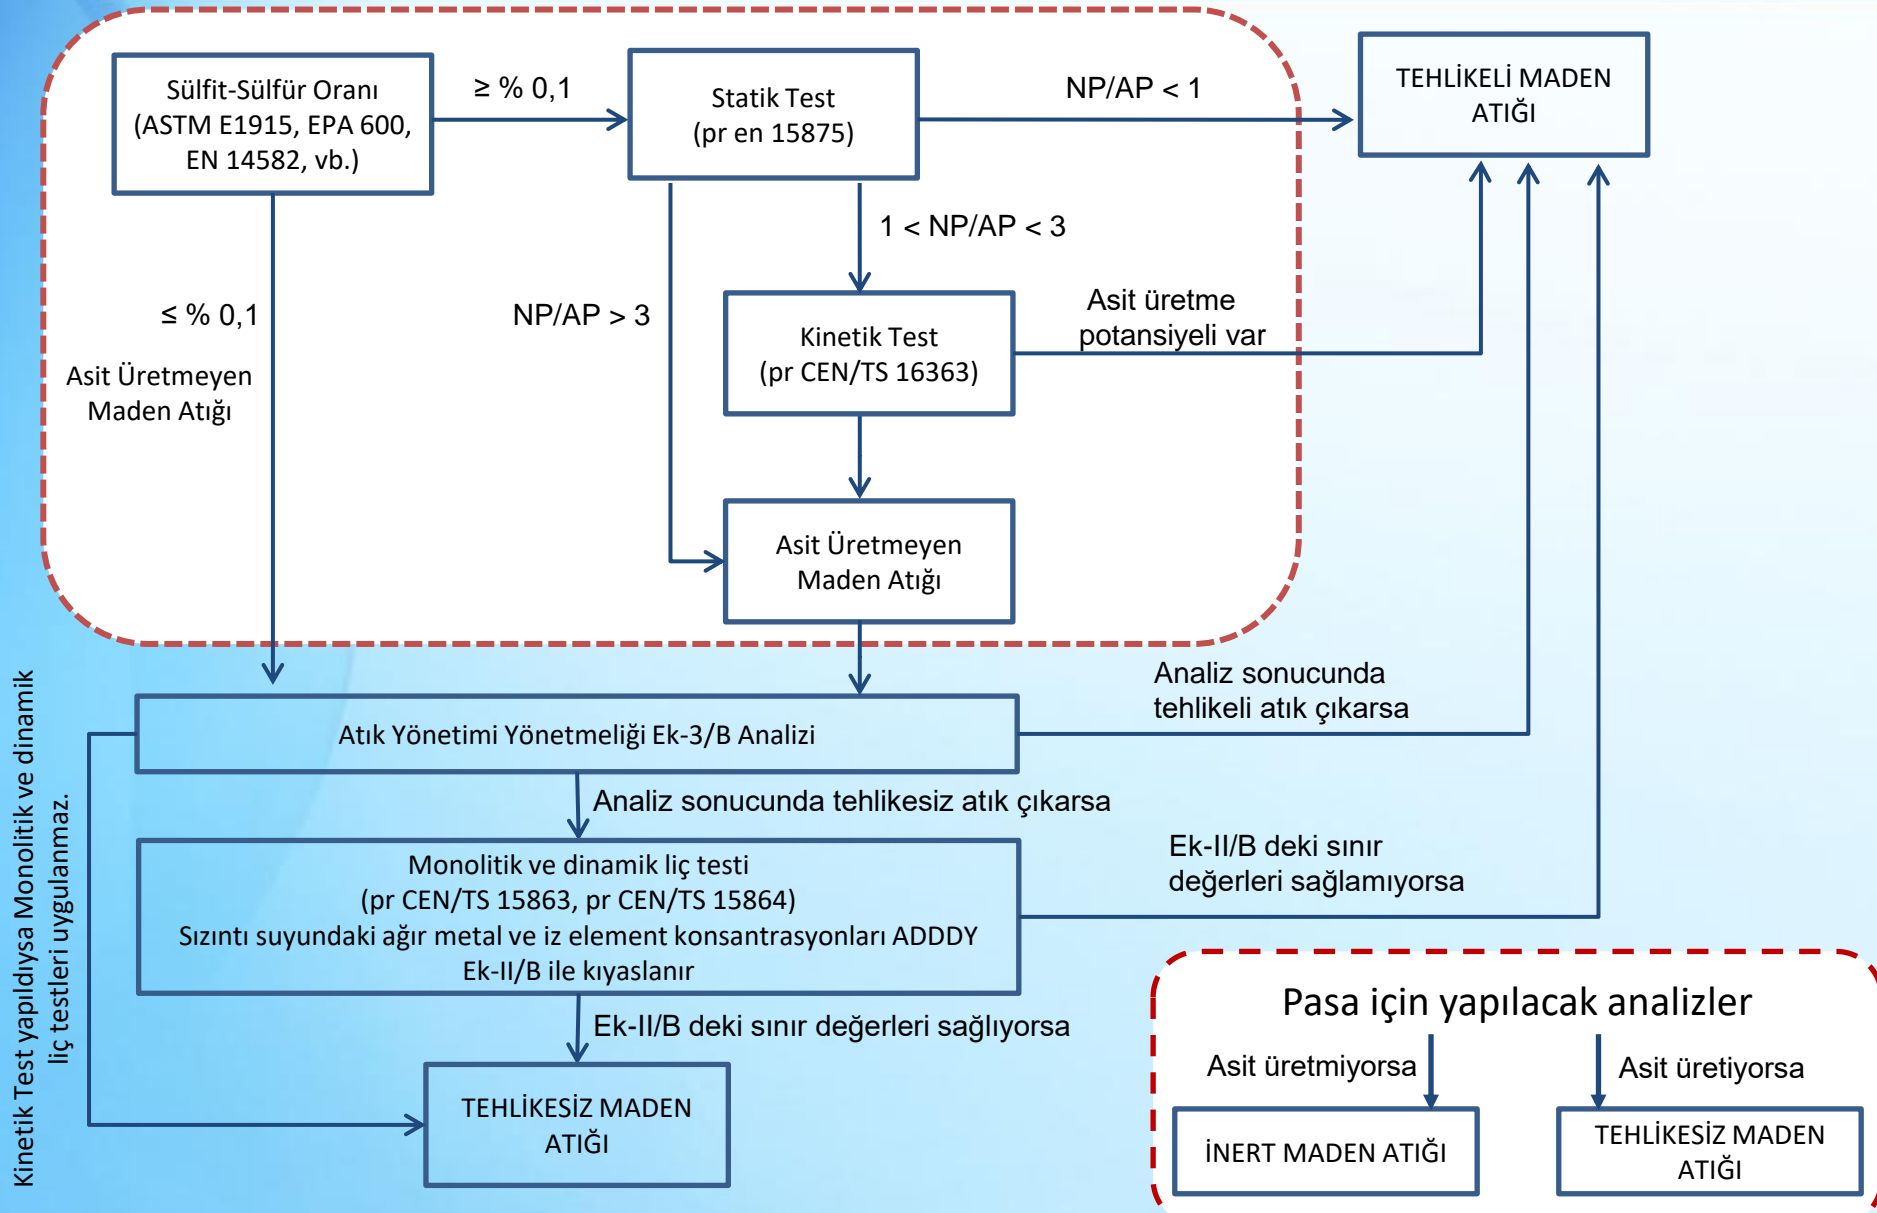 Sülfit-Sülfür Oranı
(ASTM E1915, EPA 600,
EN 14582, vb.)
≥ % 0,1
Statik Test
(pr en 15875)
NP/AP < 1
TEHLİKELİ MADEN
ATIĞI
1 < NP/AP < 3
≤ % 0,1
NP/AP > 3
Asit Üretmeyen
Maden Atığı
Kinetik Test
(pr CEN/TS 16363)
Asit üretme
potansiyeli var
Asit Üretmeyen
Maden Atığı
Atık Yönetimi Yönetmeliği Ek-3/B Analizi
Analiz sonucunda
tehlikeli atık çıkarsa
Analiz sonucunda tehlikesiz atık çıkarsa
Monolitik ve dinamik liç testi
(pr CEN/TS 15863, pr CEN/TS 15864)
Sızıntı suyundaki ağır metal ve iz element konsantrasyonları ADDDY
Ek-II/B ile kıyaslanır
Ek-II/B deki sınır
değerleri sağlamıyorsa
Ek-II/B deki sınır değerleri sağlıyorsa
TEHLİKESİZ MADEN
ATIĞI
Kinetik Test yapıldıysa Monolitik ve dinamik
liç testleri uygulanmaz.
Pasa için yapılacak analizler
Asit üretmiyorsa
Asit üretiyorsa
İNERT MADEN ATIĞI
TEHLİKESİZ MADEN
ATIĞI